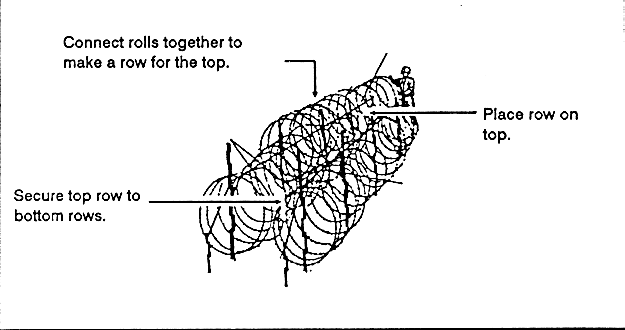 Connect rolls together to
make a row for the top.
Place row on
top.
Secure top row to
bottom rows.